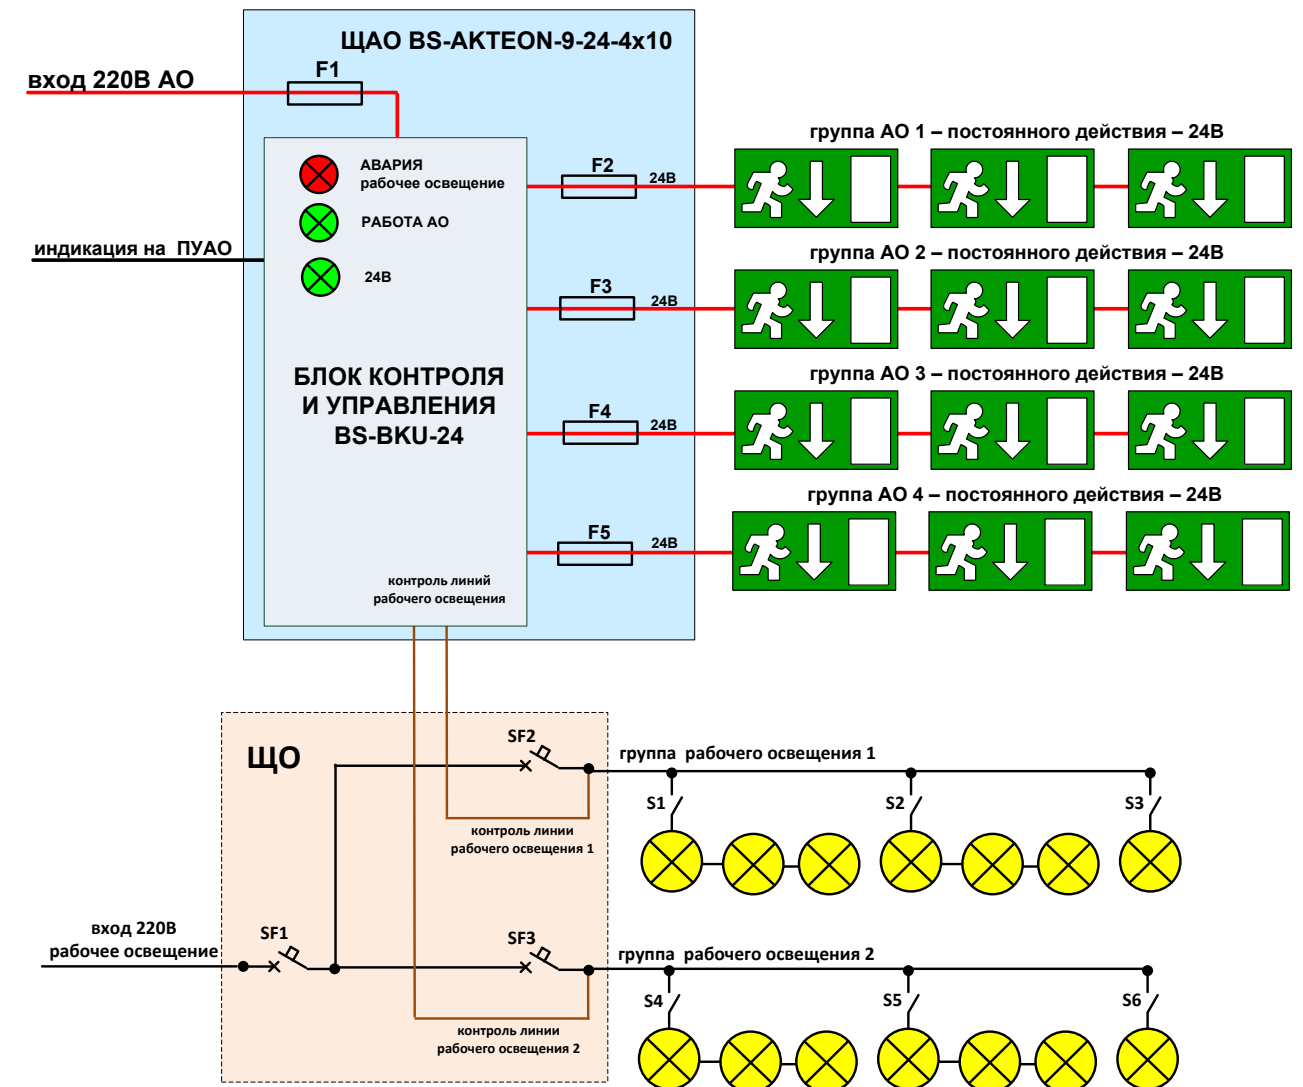 ЩАО BS-AKTEON-9-24-4x10
F1
вход 220В АО
АВАРИЯ
рабочее освещение
РАБОТА АО
24В
индикация на ПУАО
БЛОК КОНТРОЛЯ
И УПРАВЛЕНИЯ
BS-BKU-24
контроль линий
рабочего освещения
F2
24В
группа АО 1 – постоянного действия – 24В
F3
24В
группа АО 2 – постоянного действия – 24В
F4
24В
группа АО 3 – постоянного действия – 24В
F5
24В
группа АО 4 – постоянного действия – 24В
ЩО
SF2
группа рабочего освещения 1
S1
S2
S3
контроль линии
рабочего освещения 1
вход 220В
рабочее освещение
SF1
SF3
группа рабочего освещения 2
S4
S5
S6
контроль линии
рабочего освещения 2